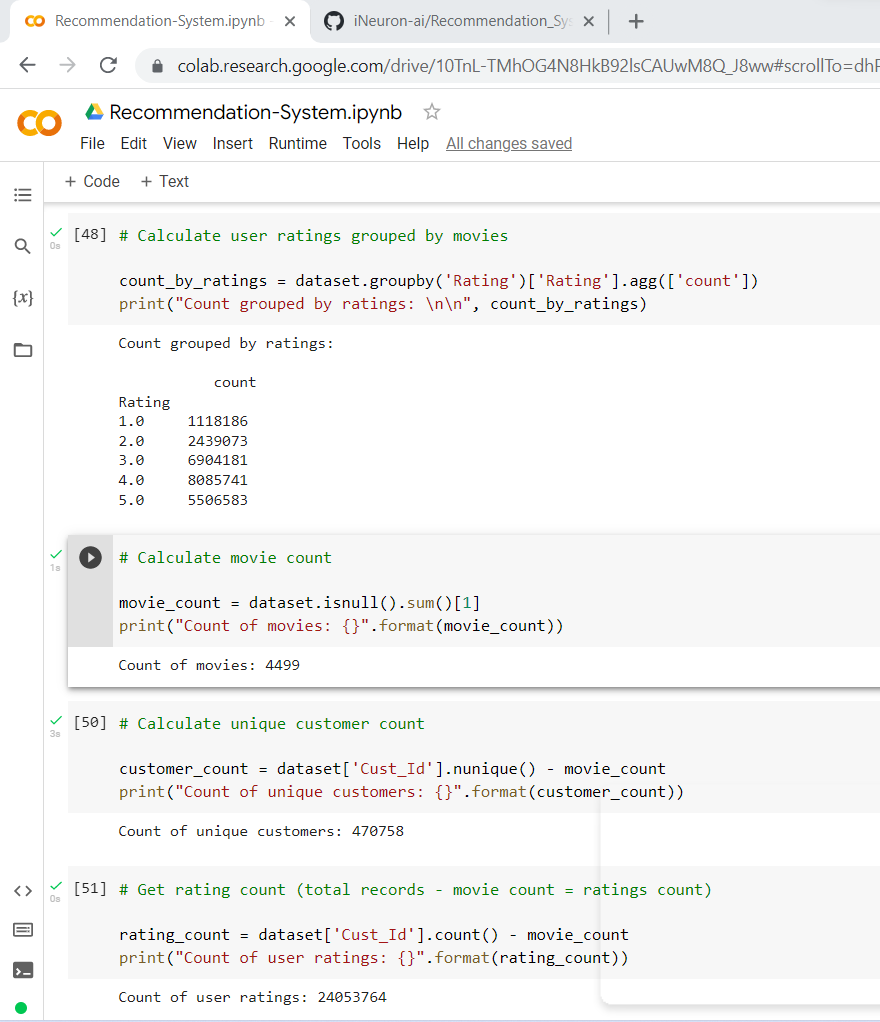 Recommendation-System.ipynb
iNeuron-ai/Recommendation_Sys
colab.research.google.com/drive/10TnL-TMhOG4N8HkB92lsCAUwM8Q_J8ww#scrollTo=dhF
Recommendation-System.ipynb
File Edit View Insert Runtime Tools Help All changes saved
+ Code + Text
[48] # Calculate user ratings grouped by movies
0s
count_by_ratings = dataset.groupby('Rating')['Rating'].agg(['count'])
print("Count grouped by ratings: \n\n", count_by_ratings)
Count grouped by ratings:
count
Rating
1.0 1118186
2.0 2439073
3.0 6904181
4.0 8085741
5.0 5506583
# Calculate movie count
1s
movie_count = dataset.isnull().sum()[1]
print("Count of movies: {}".format(movie_count))
Count of movies: 4499
[50] # Calculate unique customer count
3s
customer_count = dataset['Cust_Id'].nunique() - movie_count
print("Count of unique customers: {}".format(customer_count))
Count of unique customers: 470758
[51] # Get rating count (total records - movie count = ratings count)
0s
rating_count = dataset['Cust_Id'].count() - movie_count
print("Count of user ratings: {}".format(rating_count))
Count of user ratings: 24053764